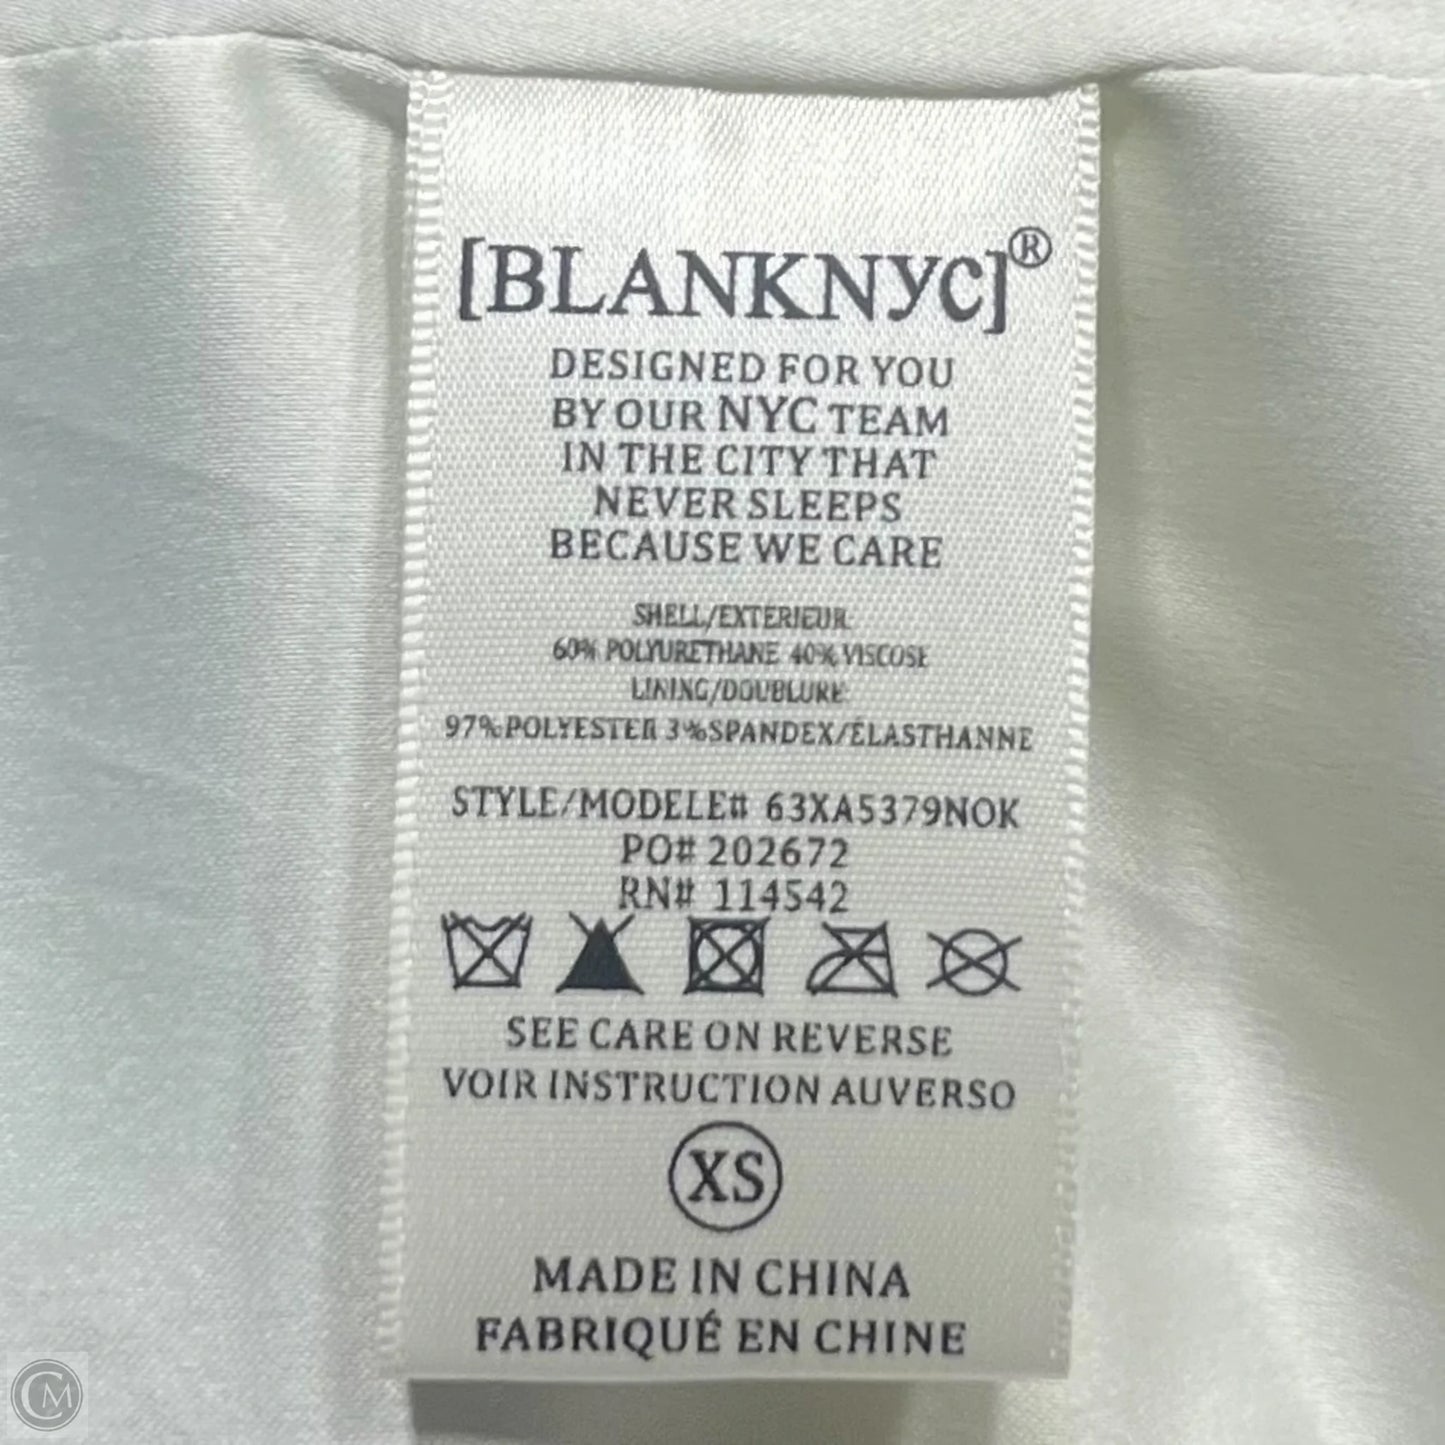 [BLANKNYC]®
DESIGNED FOR YOU
BY OUR NYC TEAM
IN THE CITY THAT
NEVER SLEEPS
BECAUSE WE CARE
SHELL/EXTERIEUR:
60% POLYURETHANE 40% VISCOSE
LINING/DOUBLURE:
97%POLYESTER 3%SPANDEX/ÉLASTHANNE
STYLE/MODELE# 63XA5379NOK
PO# 202672
RN# 114542
SEE CARE ON REVERSE
VOIR INSTRUCTION AUVERSO
XS
MADE IN CHINA
FABRIQUÉ EN CHINE
CM